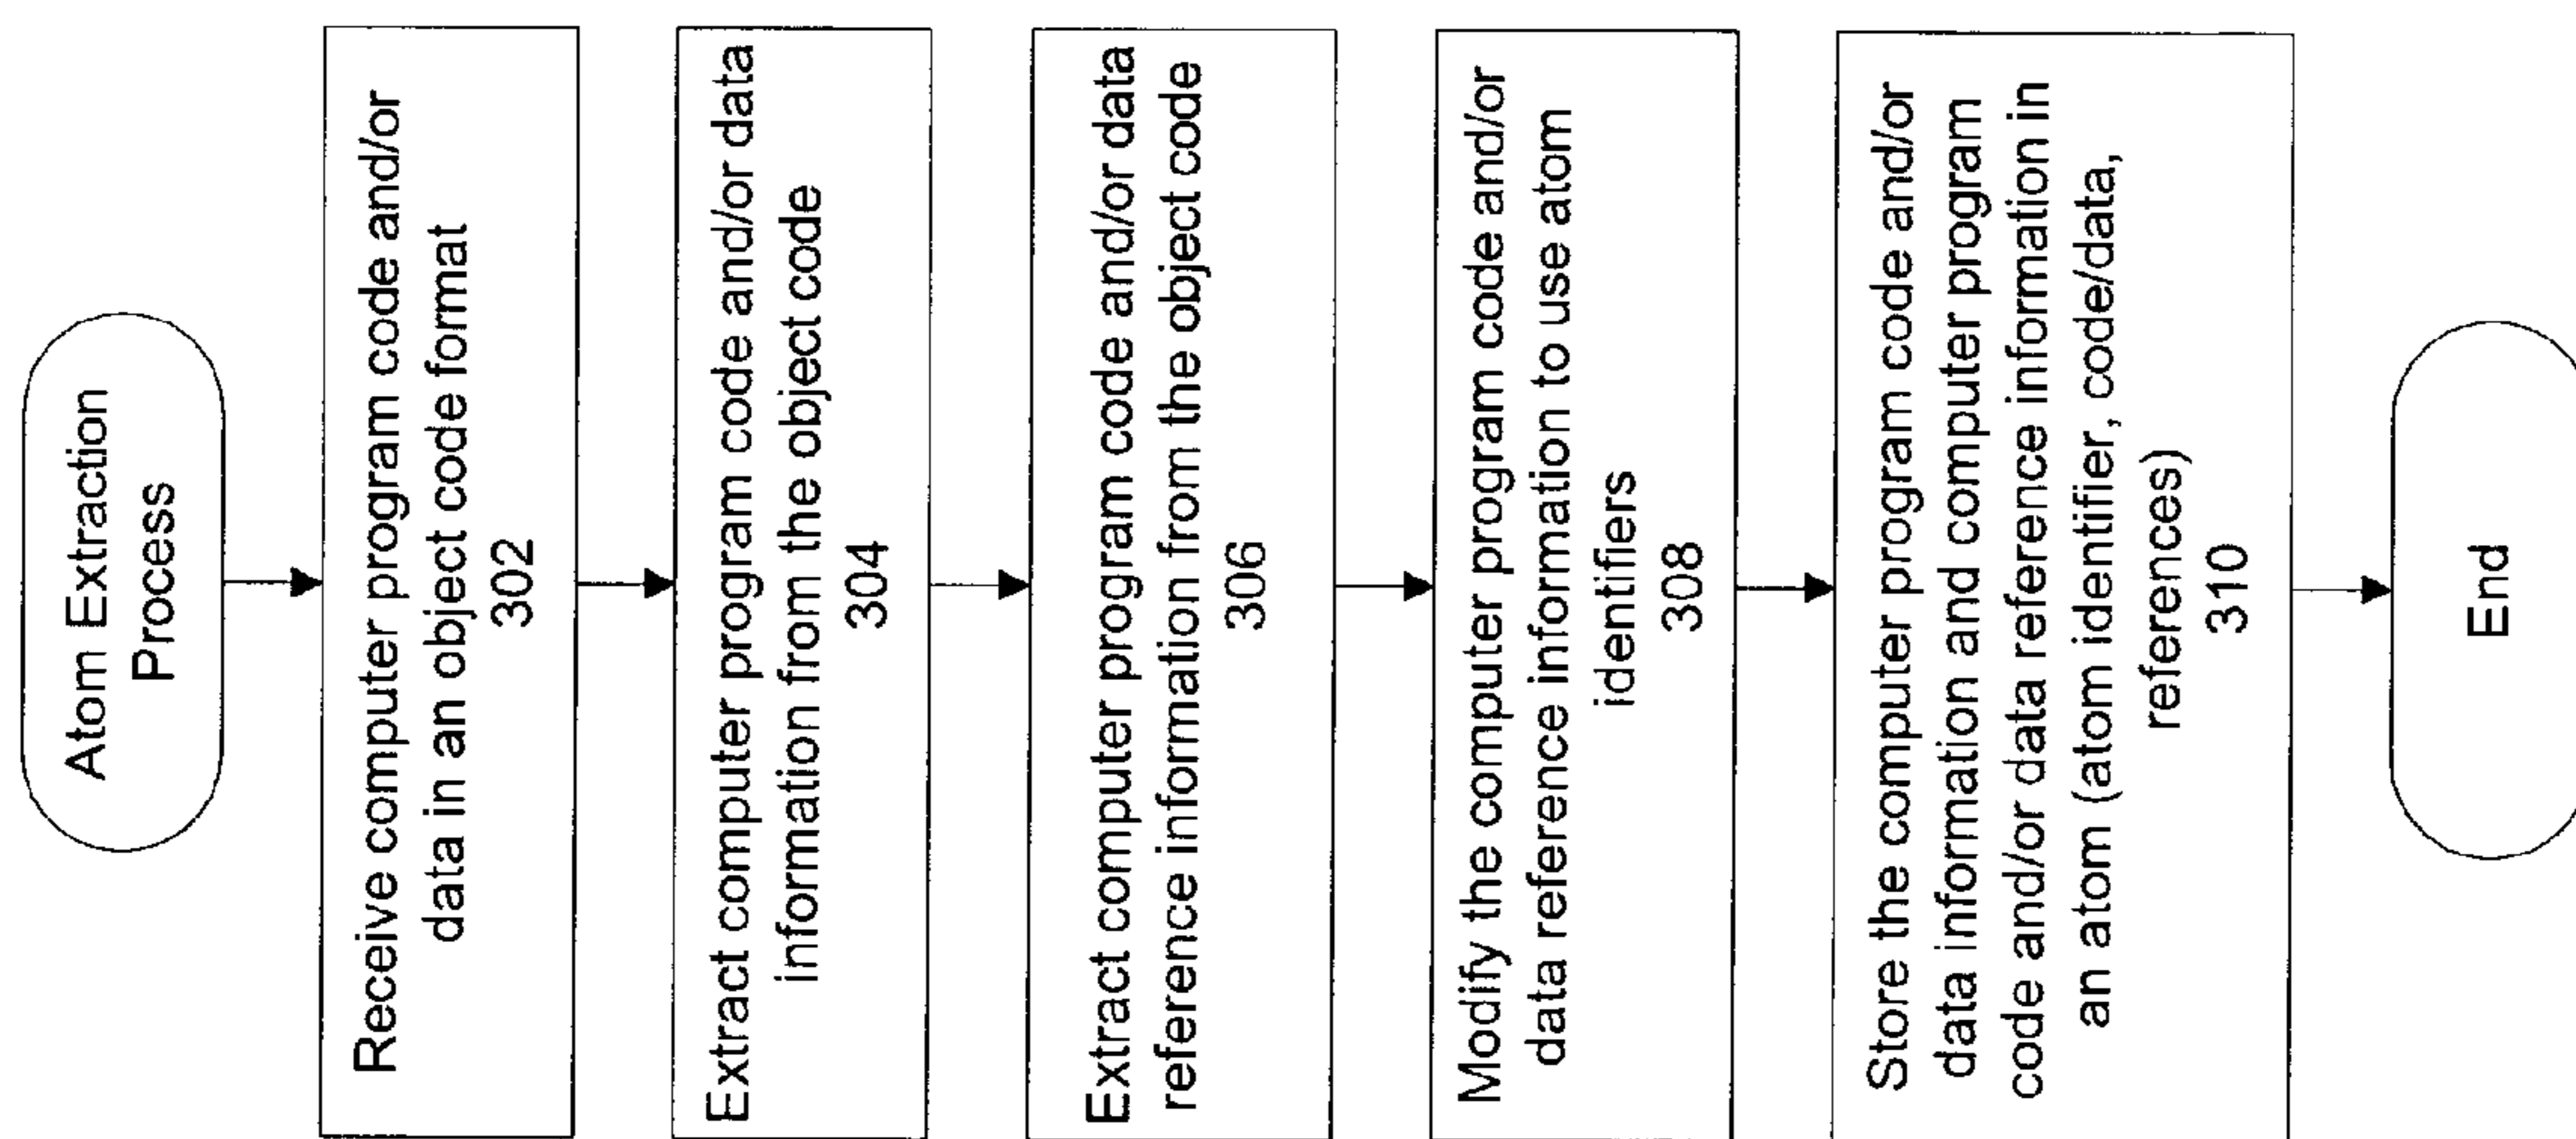 Atom Extraction
Process
Receive computer program code and/or
data in an object code format
302
Extract computer program code and/or data
information from the object code
304
Extract computer program code and/or data
reference information from the object code
306
Modify the computer program code and/or
data reference information to use atom
identifiers
308
Store the computer program code and/or
data information and computer program
code and/or data reference information in
an atom (atom identifier, code/data,
references)
310
End